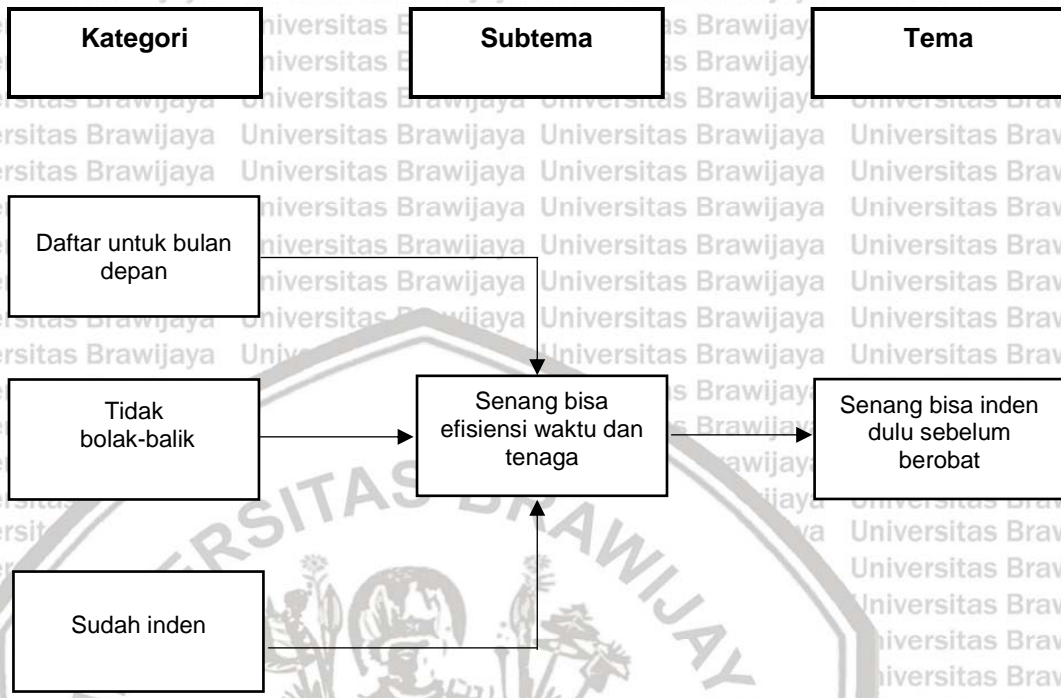 Kategori
Subtema
Tema
Daftar untuk bulan
depan
Tidak
bolak-balik
Senang bisa
efisiensi waktu dan
tenaga
Senang bisa inden
dulu sebelum
berobat
Sudah inden